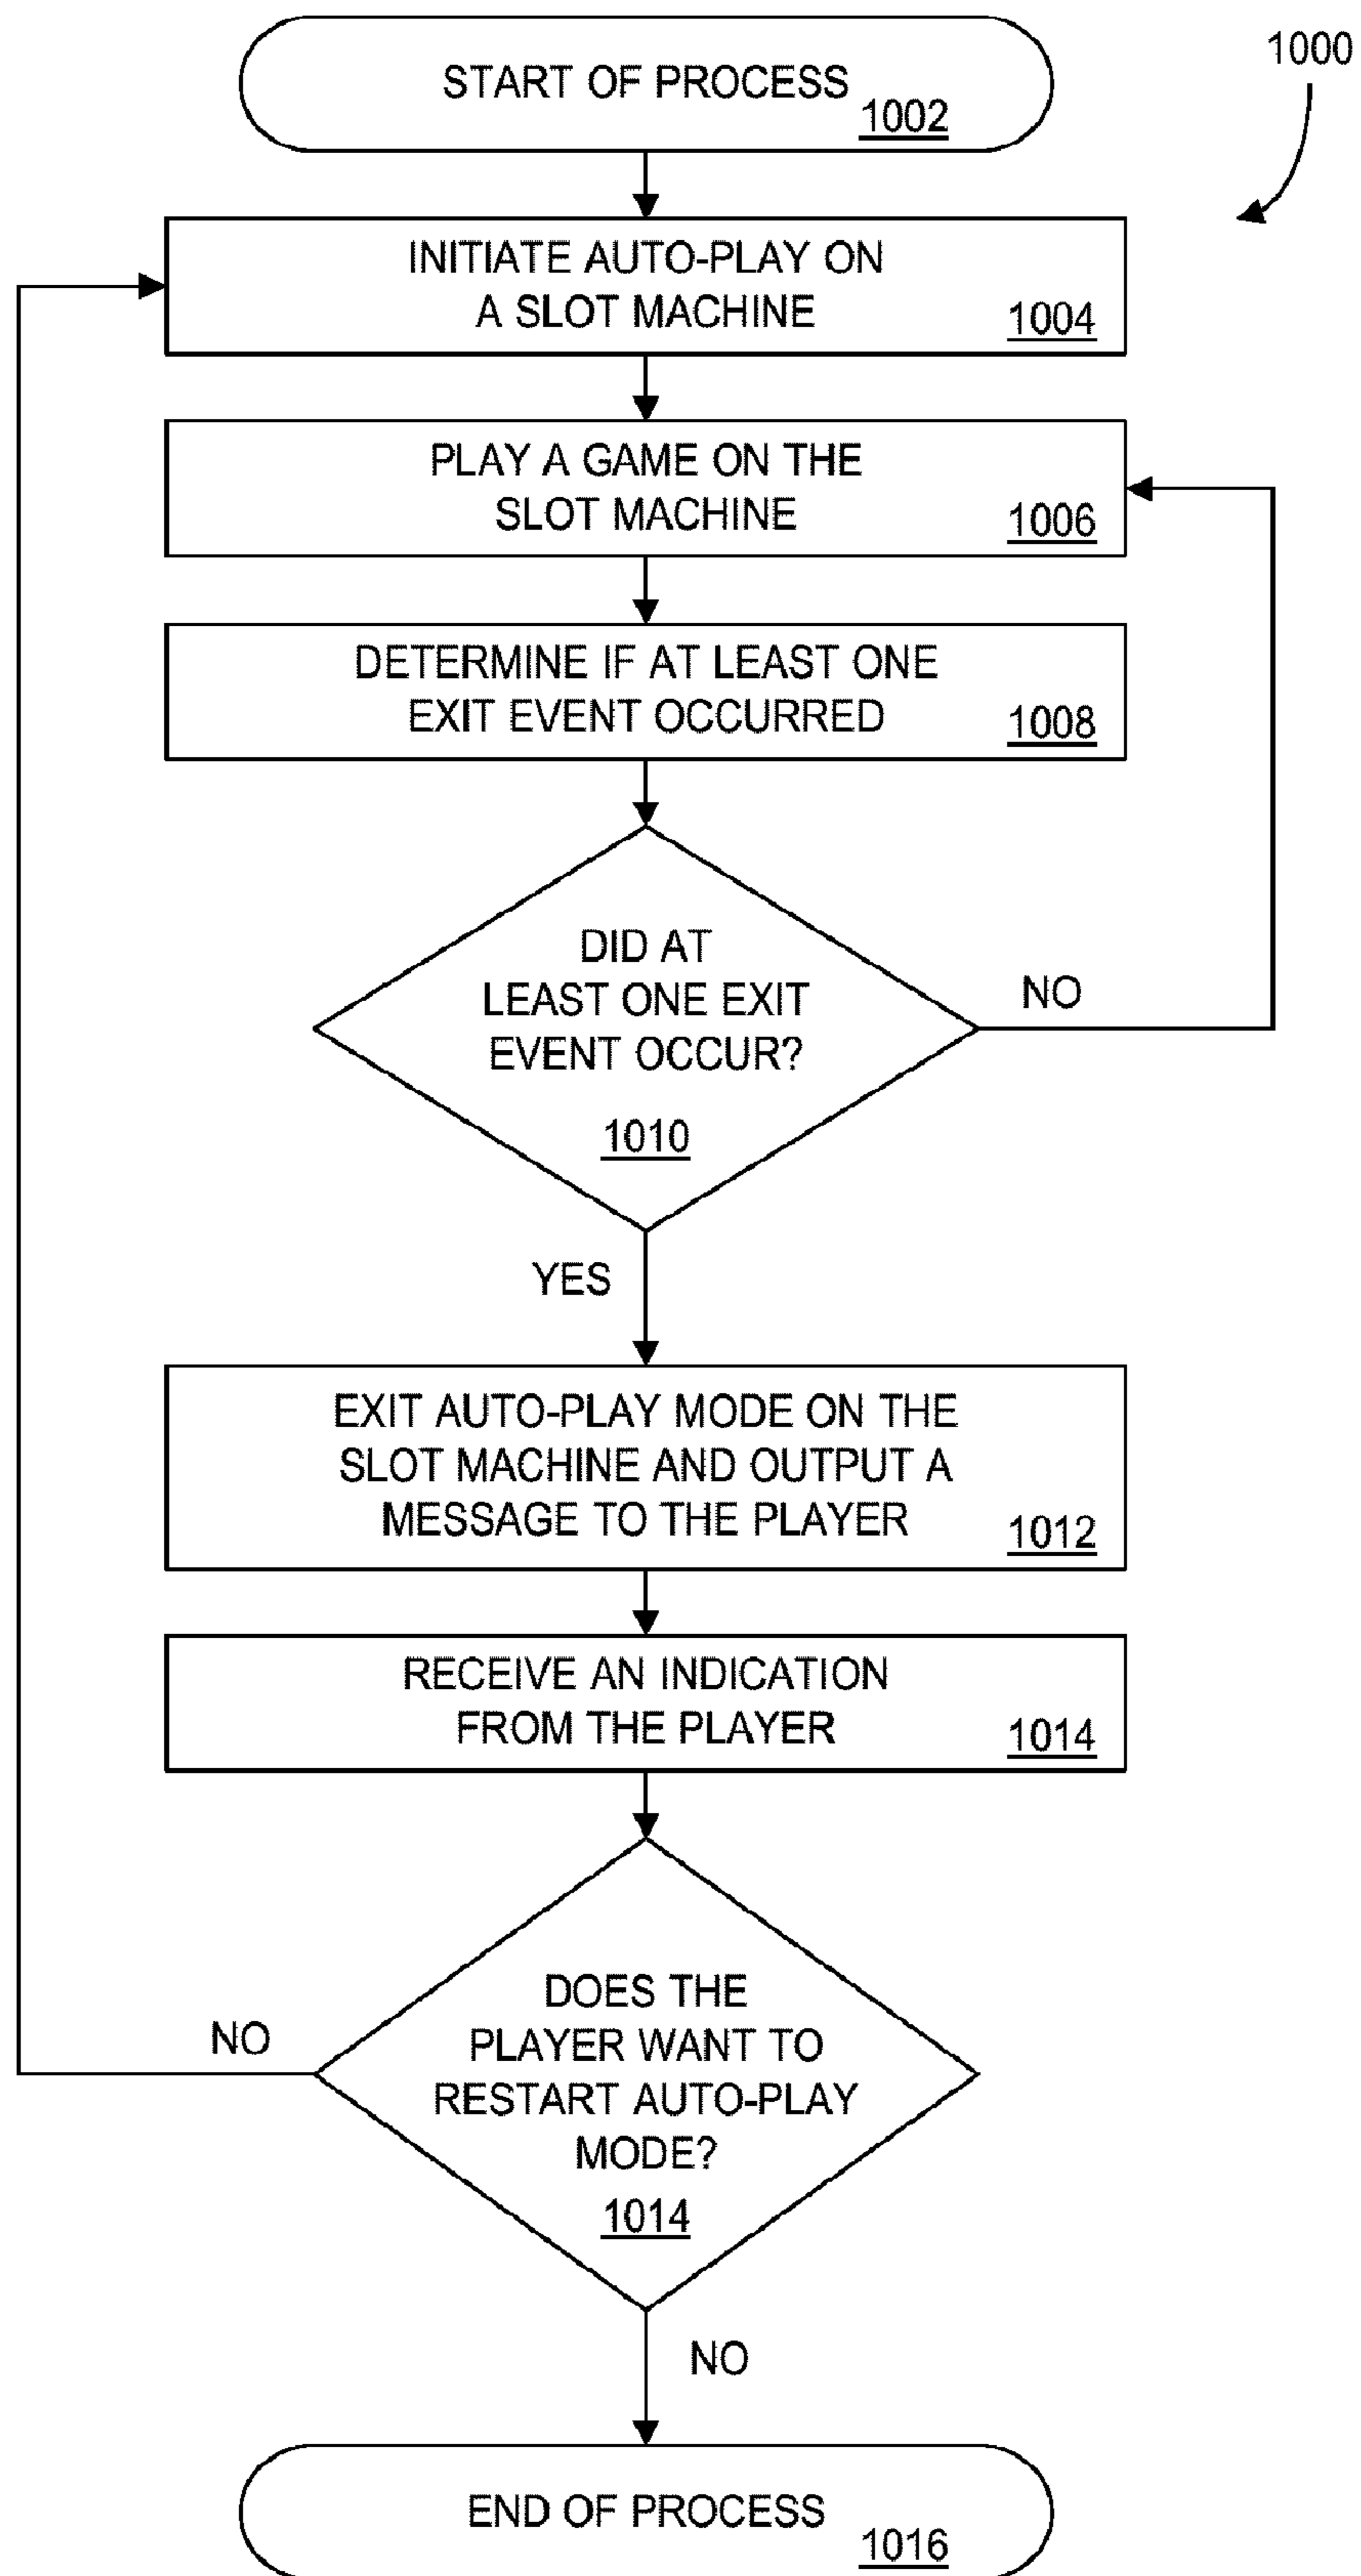 1000
START OF PROCESS
1002
INITIATE AUTO-PLAY ON
A SLOT MACHINE
1004
PLAY A GAME ON THE
SLOT MACHINE
1006
DETERMINE IF AT LEAST ONE
EXIT EVENT OCCURRED
1008
DID AT
LEAST ONE EXIT
EVENT OCCUR?
1010
NO
YES
EXIT AUTO-PLAY MODE ON THE
SLOT MACHINE AND OUTPUT A
MESSAGE TO THE PLAYER
1012
RECEIVE AN INDICATION
FROM THE PLAYER
1014
DOES THE
PLAYER WANT TO
RESTART AUTO-PLAY
MODE?
1014
NO
NO
END OF PROCESS
1016